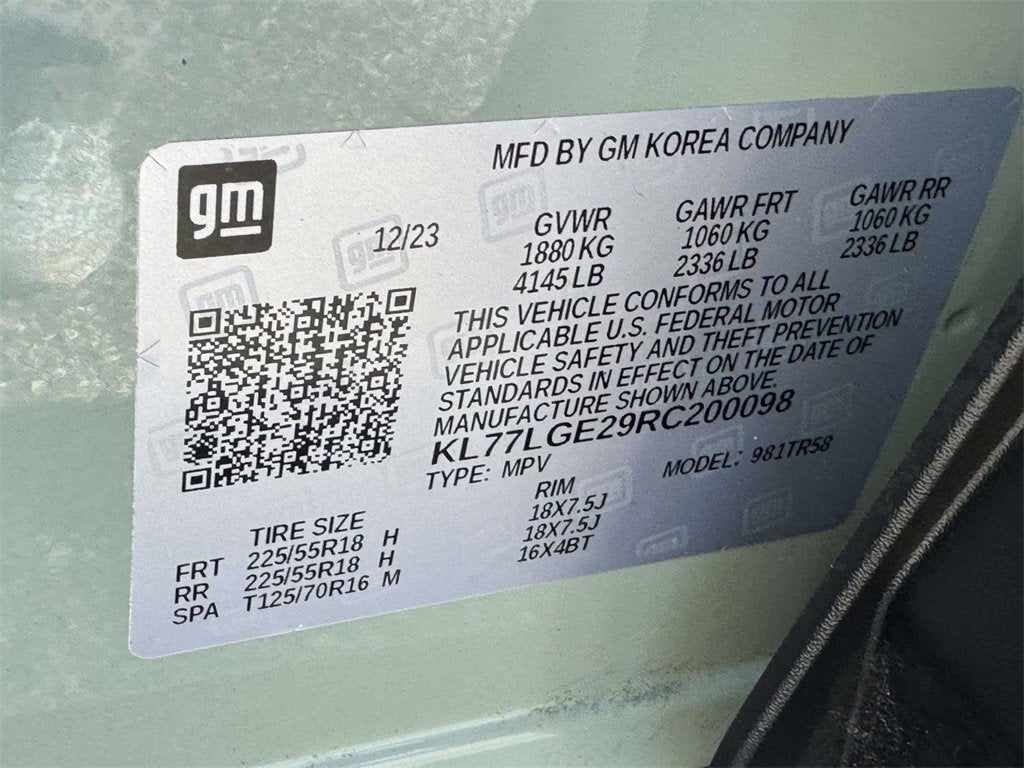 gm
MFD BY GM KOREA COMPANY
12/23
GVWR GAWR FRT GAWR RR
1880 KG 1060 KG 1060 KG
4145 LB 2336 LB 2336 LB
THIS VEHICLE CONFORMS TO ALL
APPLICABLE U.S. FEDERAL MOTOR
VEHICLE SAFETY AND THEFT PREVENTION
STANDARDS IN EFFECT ON THE DATE OF
MANUFACTURE SHOWN ABOVE.
KL77LGE29RC200098
TYPE: MPV MODEL: 981TR58
TIRE SIZE RIM
FRT 225/55R18 H 18X7.5J
RR 225/55R18 H 18X7.5J
SPA T125/70R16 M 16X4BT